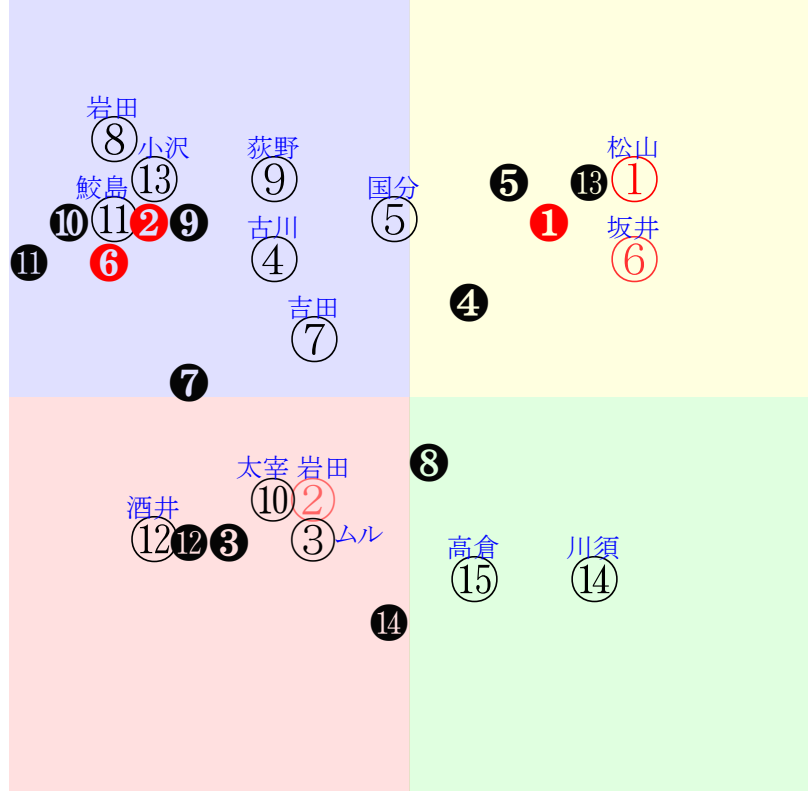 岩田
⑧
小沢
荻野
松山
⑬
⑨
❺
⓭
①
鮫島
国分
❿
⑪
❷
❾
⑤
❶
古川
坂井
⓫
❻
④
⑥
吉田
❹
⑦
❼
太宰
岩田
❽
⑩
②
酒井
ムル
⑫
⓬
❸
③
高倉
川須
⑮
⑭
⓮